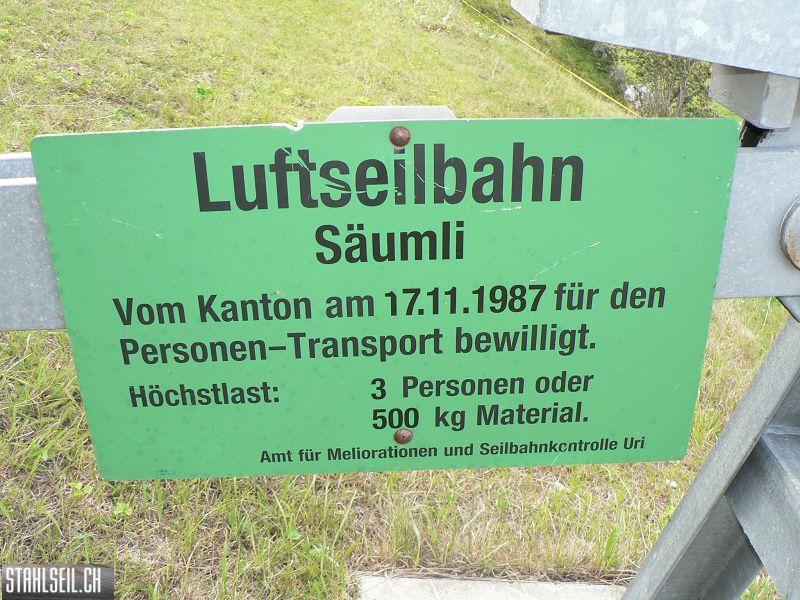 Luftseilbahn
Säumli
Vom Kanton am 17.11.1987 für den
Personen-Transport bewilligt.
Höchstlast: 3 Personen oder
500 kg Material.
Amt für Meliorationen und Seilbahnkontrolle Uri
STAHLSEIL.CH